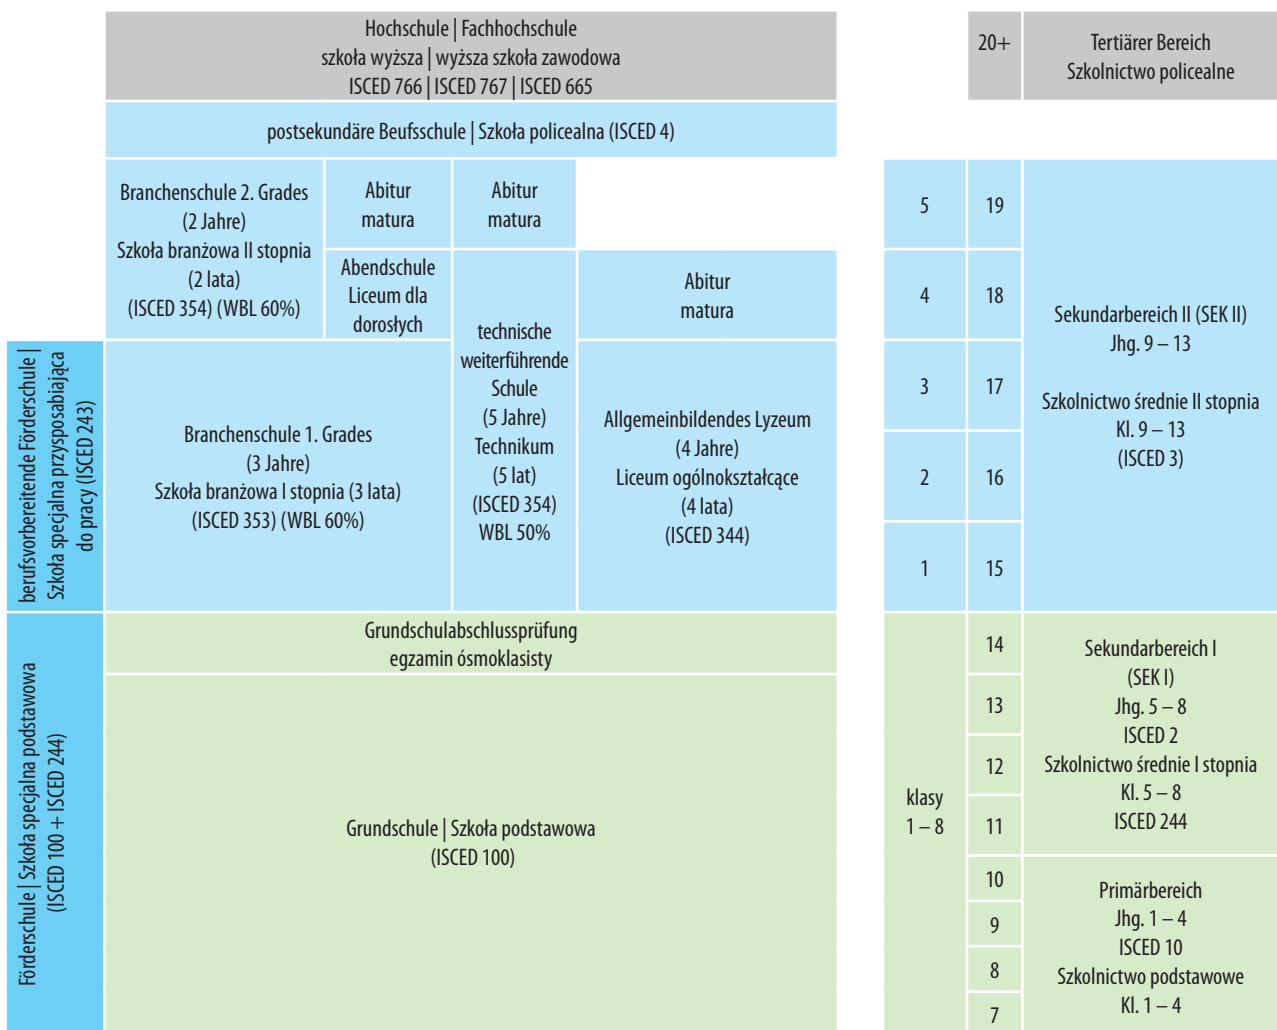 Hochschule | Fachhochschule
szkoła wyższa | wyższa szkoła zawodowa
ISCED 766 | ISCED 767 | ISCED 665
20+
Tertiärer Bereich
Szkolnictwo policealne
postsekundäre Beufsschule | Szkoła policealna (ISCED 4)
Branchenschule 2. Grades
(2 Jahre)
Szkoła branżowa II stopnia
(2 lata)
(ISCED 354) (WBL 60%)
Abitur
matura
Abendschule
Liceum dla
dorosłych
Abitur
matura
technische
weiterführende
Schule
(5 Jahre)
Technikum
(5 lat)
(ISCED 354)
WBL 50%
Abitur
matura
Allgemeinbildendes Lyzeum
(4 Jahre)
Liceum ogólnokształcące
(4 lata)
(ISCED 344)
Branchenschule 1. Grades
(3 Jahre)
Szkoła branżowa I stopnia (3 lata)
(ISCED 353) (WBL 60%)
berufsvorbereitende Förderschule |
Szkoła specjalna przysposabiająca
do pracy (ISCED 243)
5
19
4
18
3
17
2
16
1
15
Sekundarbereich II (SEK II)
Jhg. 9 – 13
Szkolnictwo średnie II stopnia
Kl. 9 – 13
(ISCED 3)
Förderschule | Szkoła specjalna podstawowa
(ISCED 100 + ISCED 244)
Grundschulabschlussprüfung
egzamin ósmoklasisty
Grundschule | Szkoła podstawowa
(ISCED 100)
klasy
1 – 8
14
13
12
11
10
9
8
7
Sekundarbereich I
(SEK I)
Jhg. 5 – 8
ISCED 2
Szkolnictwo średnie I stopnia
Kl. 5 – 8
ISCED 244
Primärbereich
Jhg. 1 – 4
ISCED 10
Szkolnictwo podstawowe
Kl. 1 – 4